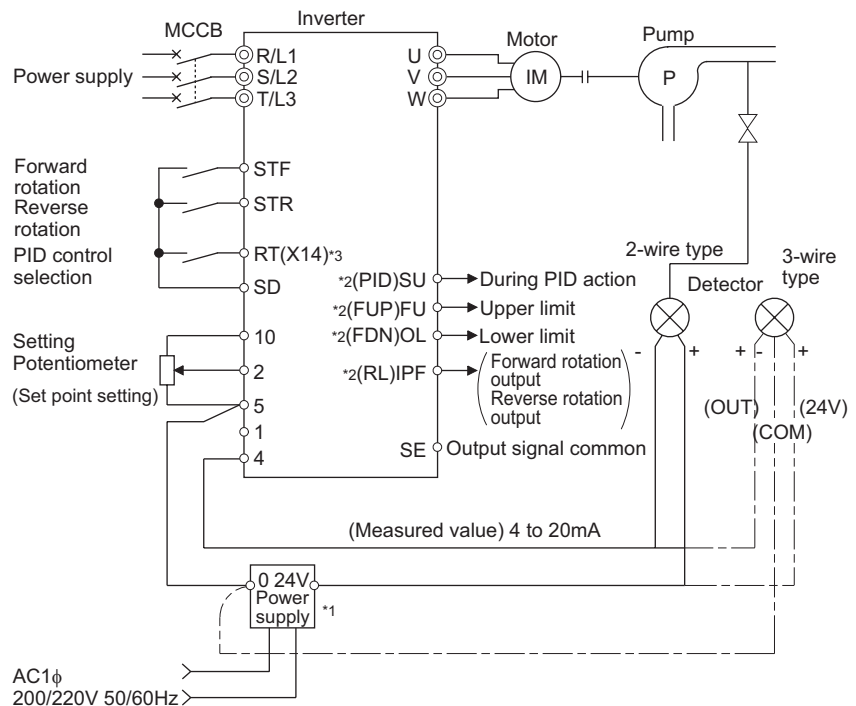 Inverter
MCCB
Motor
Pump
Power supply
R/L1
S/L2
T/L3
U
V
W
IM
P
Forward
rotation
Reverse
rotation
PID control
selection
STF
STR
RT(X14)*3
SD
2-wire type
3-wire
type
Detector
*2(PID)SU
During PID action
*2(FUP)FU
Upper limit
*2(FDN)OL
Lower limit
*2(RL)IPF
Forward rotation
output
Reverse rotation
output
SE
Output signal common
Setting
Potentiometer
(Set point setting)
10
2
5
1
4
- +
+ - +
(OUT)
(COM)
(24V)
(Measured value) 4 to 20mA
0 24V
Power
supply
*1
AC1ϕ
200/220V 50/60Hz